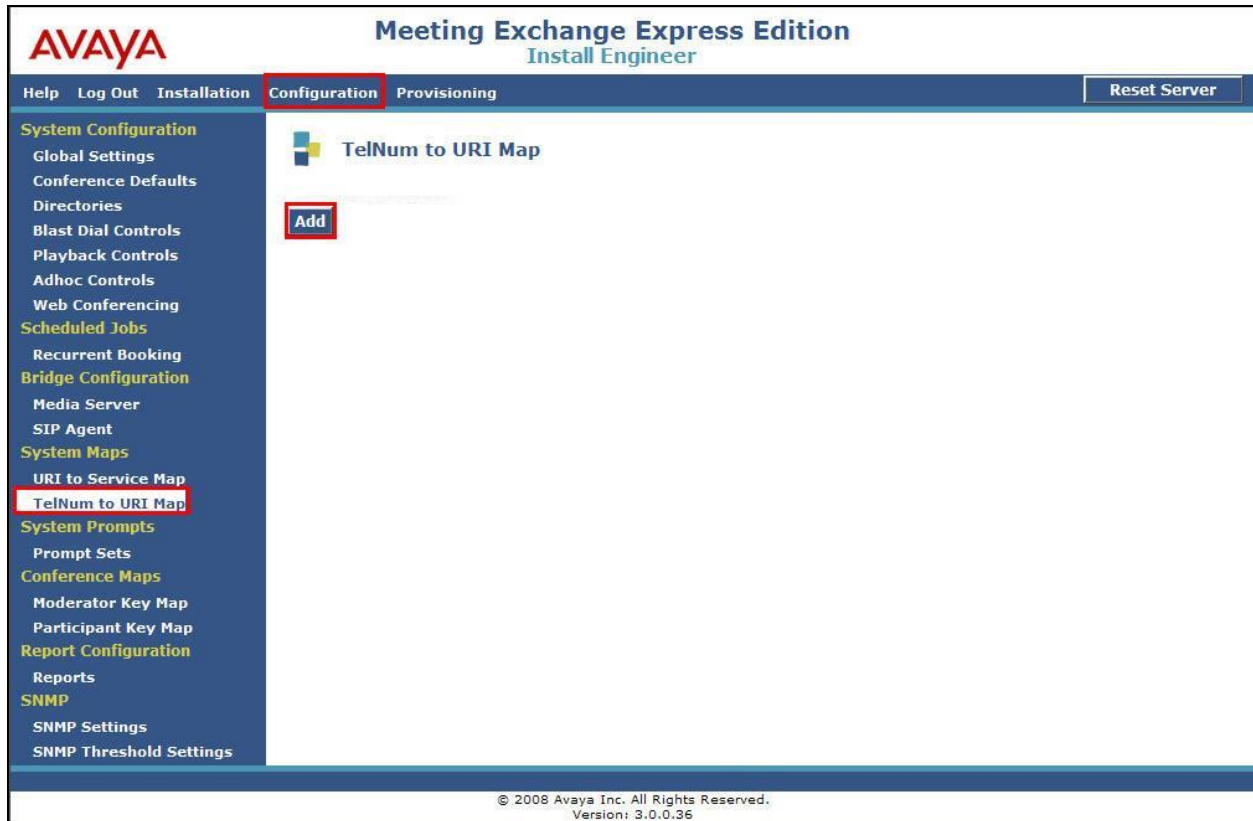 AVAYA
Meeting Exchange Express Edition
Install Engineer
Help Log Out Installation Configuration Provisioning Reset Server
System Configuration
Global Settings
Conference Defaults
Directories
Blast Dial Controls
Playback Controls
Adhoc Controls
Web Conferencing
Scheduled Jobs
Recurrent Booking
Bridge Configuration
Media Server
SIP Agent
System Maps
URI to Service Map
TelNum to URI Map
System Prompts
Prompt Sets
Conference Maps
Moderator Key Map
Participant Key Map
Report Configuration
Reports
SNMP
SNMP Settings
SNMP Threshold Settings
TelNum to URI Map
Add
© 2008 Avaya Inc. All Rights Reserved.
Version: 3.0.0.36